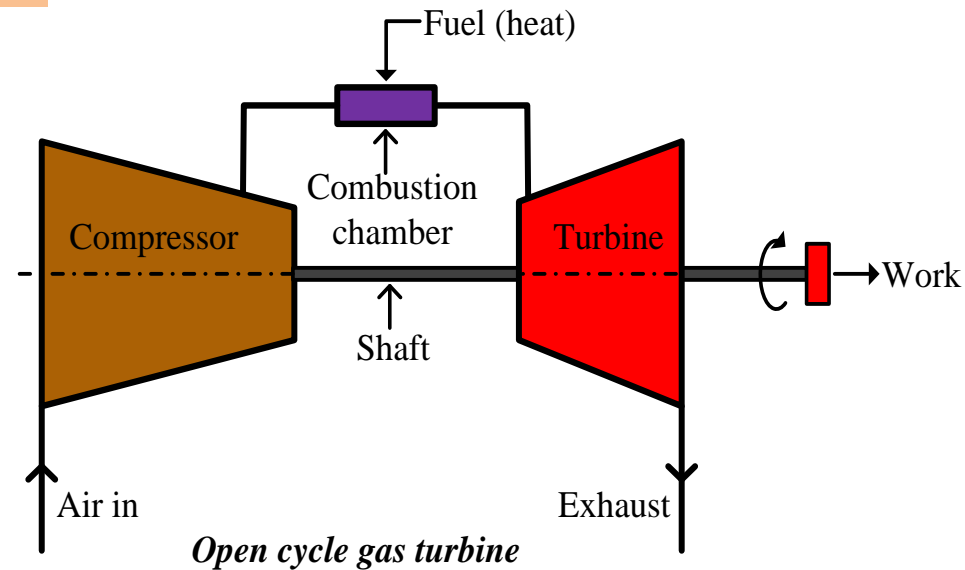 Fuel (heat)
Combustion
chamber
Compressor
Turbine
Work
Shaft
Air in
Exhaust
Open cycle gas turbine